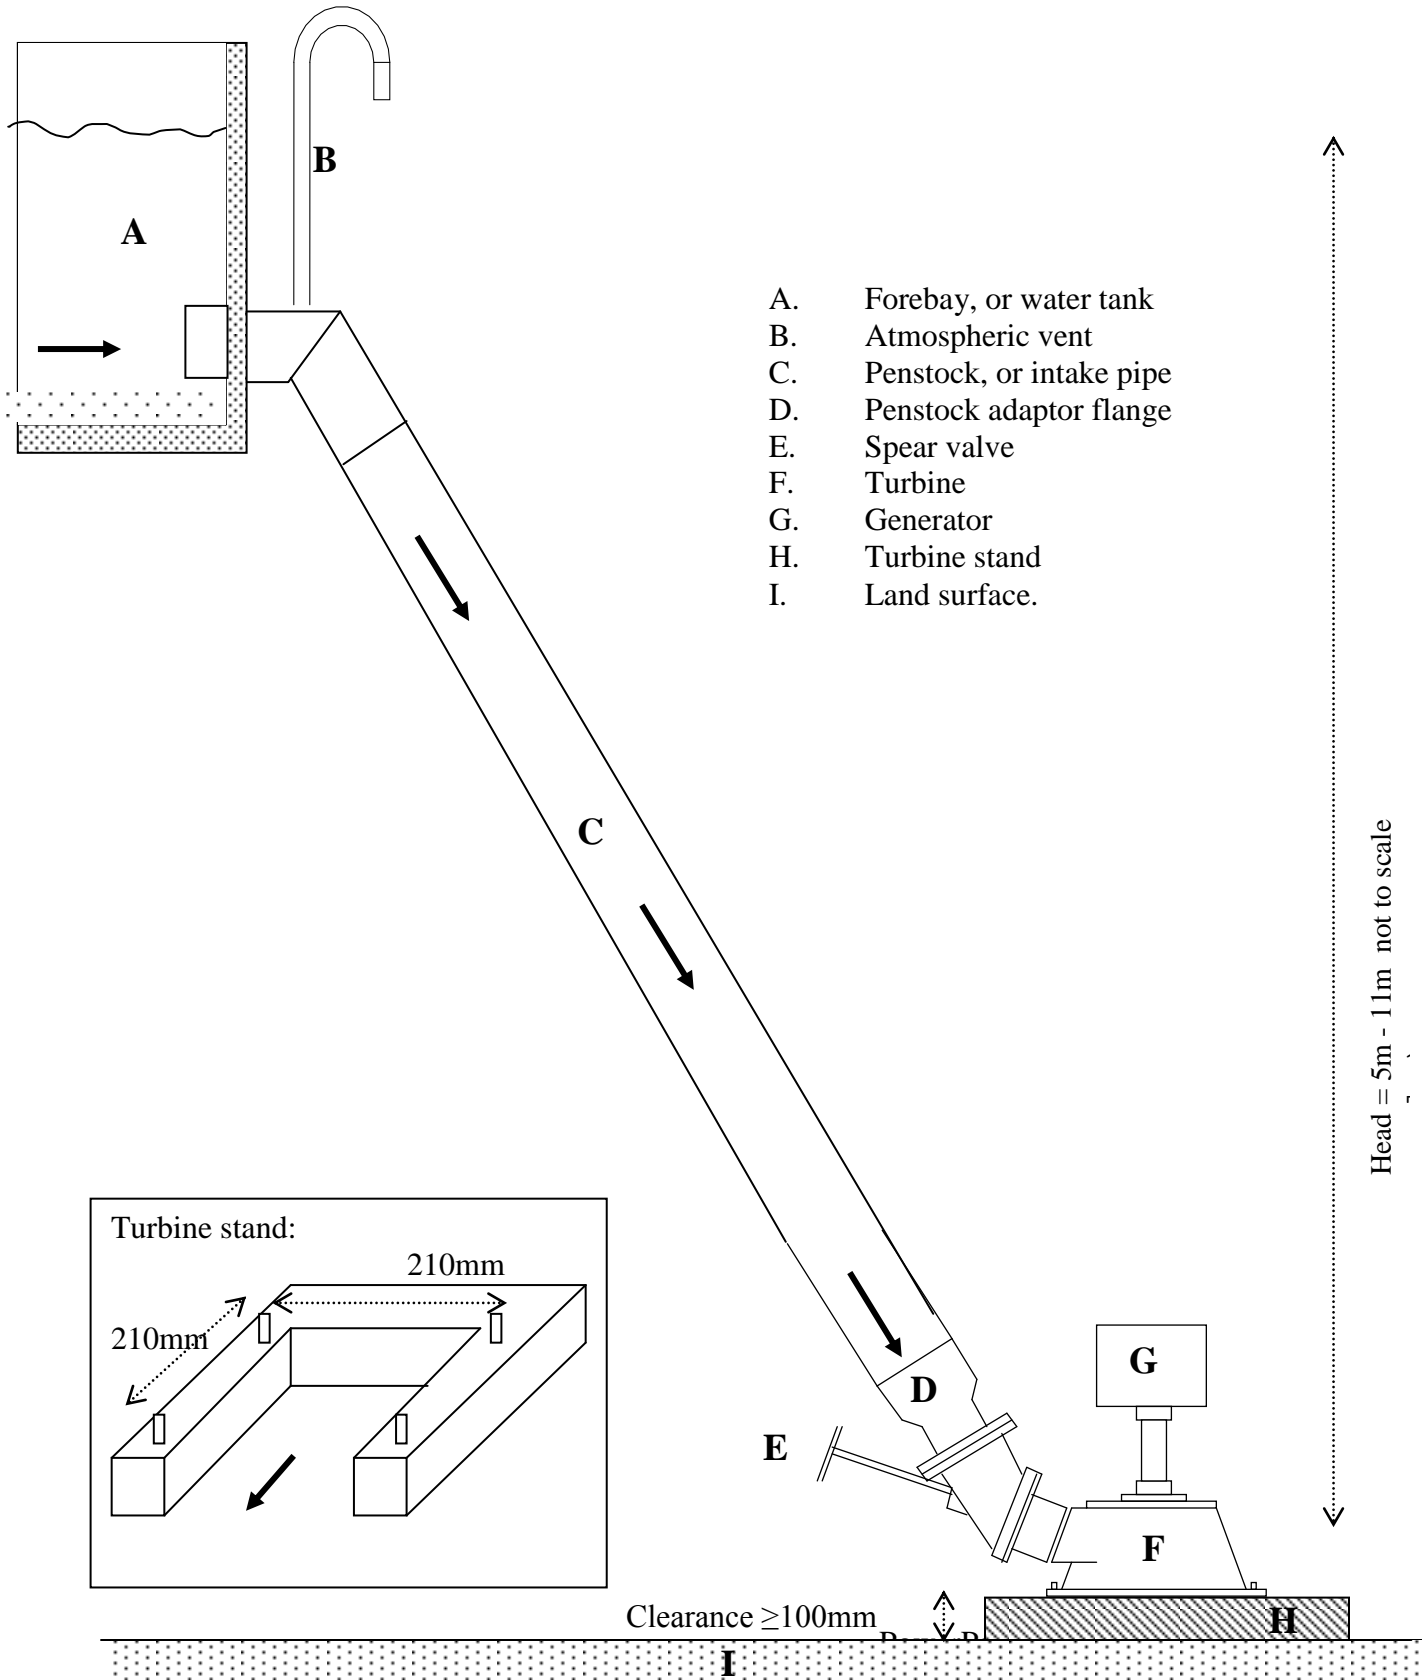 B
A
A. Forebay, or water tank
B. Atmospheric vent
C. Penstock, or intake pipe
D. Penstock adaptor flange
E. Spear valve
F. Turbine
G. Generator
H. Turbine stand
I. Land surface.
C
Head = 5m - 11m not to scale
Turbine stand:
210mm
210mm
G
D
E
F
Clearance ≥100mm
H
I